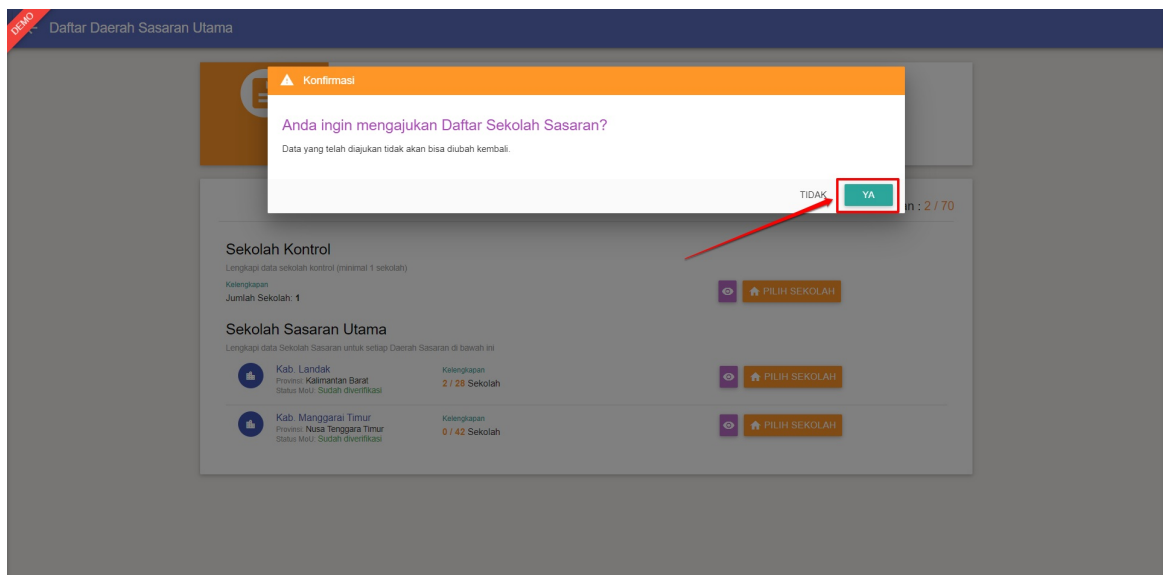 DEMO
Daftar Daerah Sasaran Utama
Konfirmasi
Anda ingin mengajukan Daftar Sekolah Sasaran?
Data yang telah diajukan tidak akan bisa diubah kembali.
TIDAK
YA
: 2 / 70
Sekolah Kontrol
Lengkapi data sekolah kontrol (minimal 1 sekolah)
Kelengkapan
Jumlah Sekolah: 1
PILIH SEKOLAH
Sekolah Sasaran Utama
Lengkapi data Sekolah Sasaran untuk setiap Daerah Sasaran di bawah ini
Kab. Landak
Provinsi: Kalimantan Barat
Status MoU: Sudah diverifikasi
Kelengkapan
2 / 28 Sekolah
PILIH SEKOLAH
Kab. Manggarai Timur
Provinsi: Nusa Tenggara Timur
Status MoU: Sudah diverifikasi
Kelengkapan
0 / 42 Sekolah
PILIH SEKOLAH